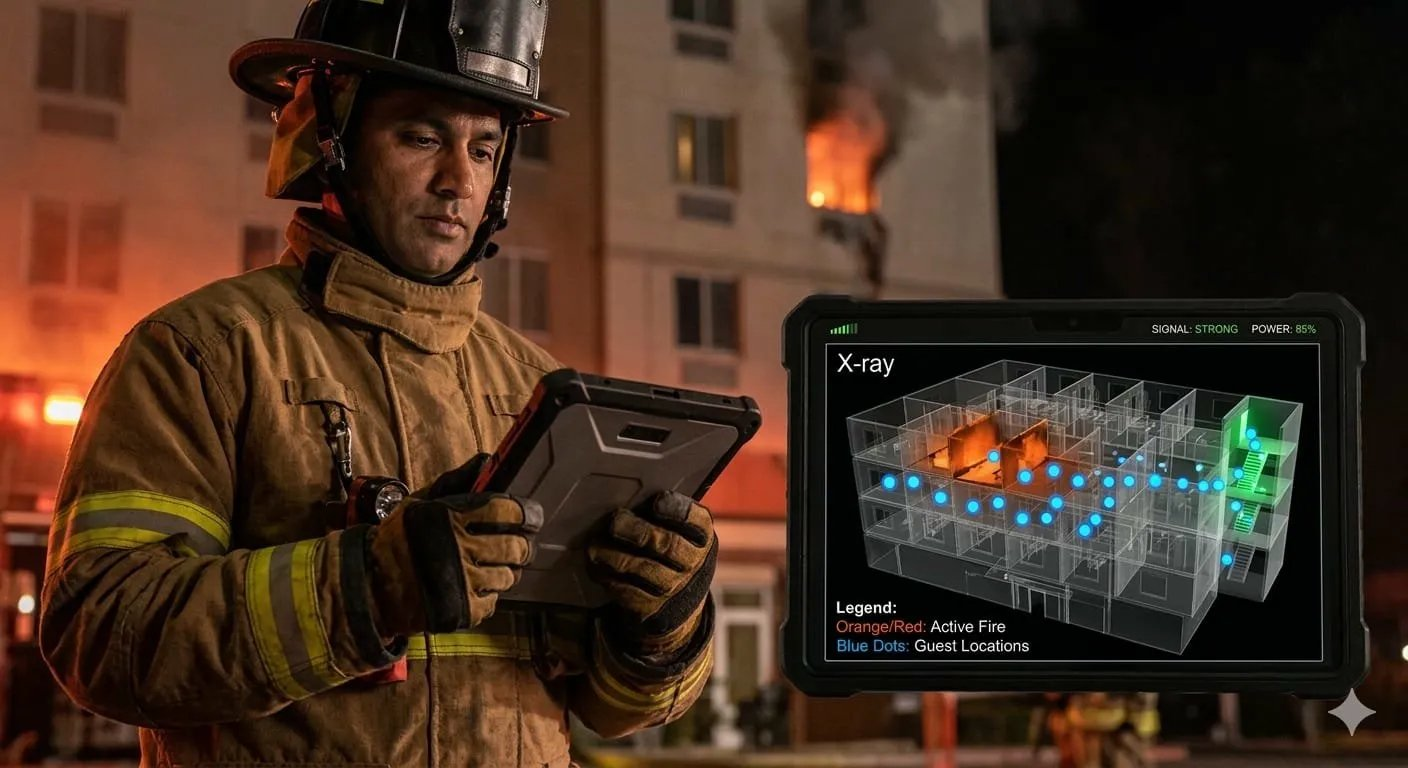 SIGNAL: STRONG POWER: 85%
X-ray
Legend:
Orange/Red: Active Fire
Blue Dots: Guest Locations